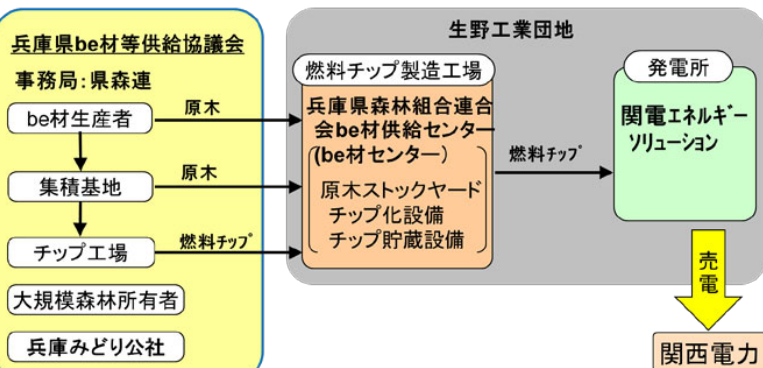 兵庫県be材等供給協議会
事務局:県森連
be材生産者
集積基地
チップ工場
大規模森林所有者
兵庫みどり公社
原木
原木
燃料ﾁｯﾌﾟ
生野工業団地
燃料チップ製造工場
兵庫県森林組合連合
会be材供給センター
(be材センター)
原木ストックヤード
チップ化設備
チップ貯蔵設備
燃料ﾁｯﾌﾟ
発電所
関電エネルギー
ソリューション
売電
関西電力